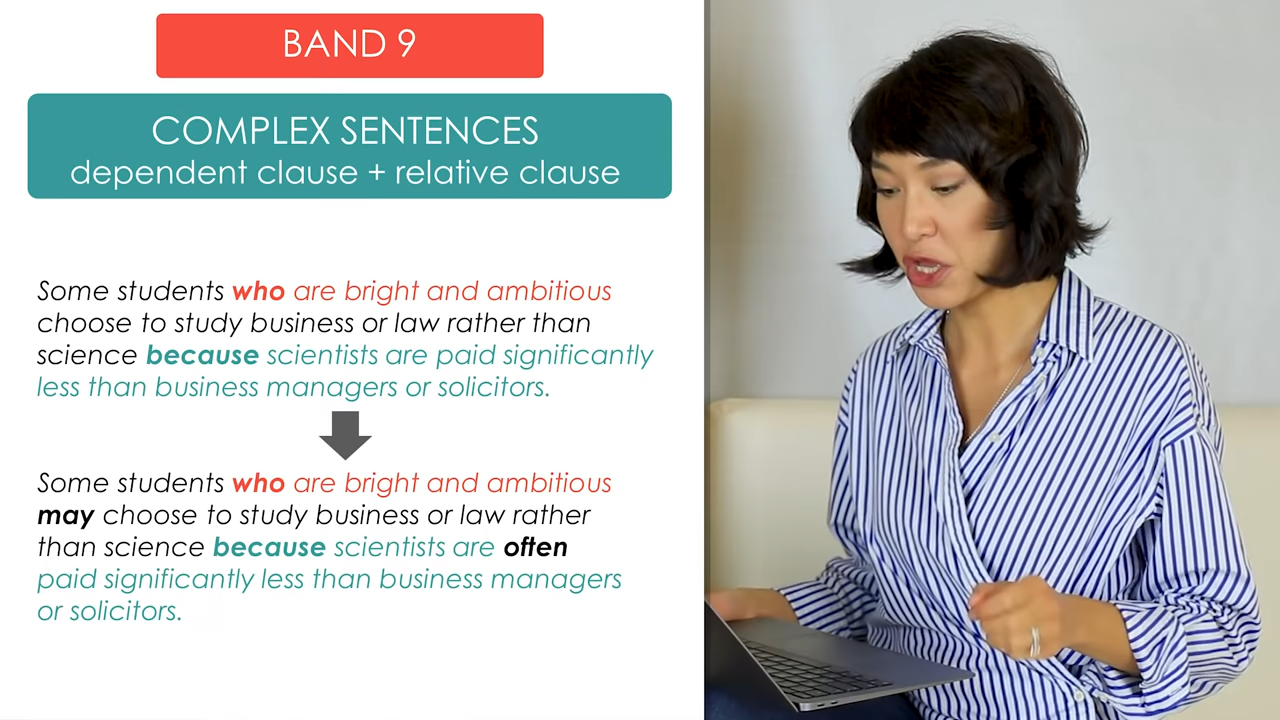 BAND 9
COMPLEX SENTENCES
dependent clause + relative clause
Some students who are bright and ambitious
choose to study business or law rather than
science because scientists are paid significantly
less than business managers or solicitors.
Some students who are bright and ambitious
may choose to study business or law rather
than science because scientists are often
paid significantly less than business managers
or solicitors.